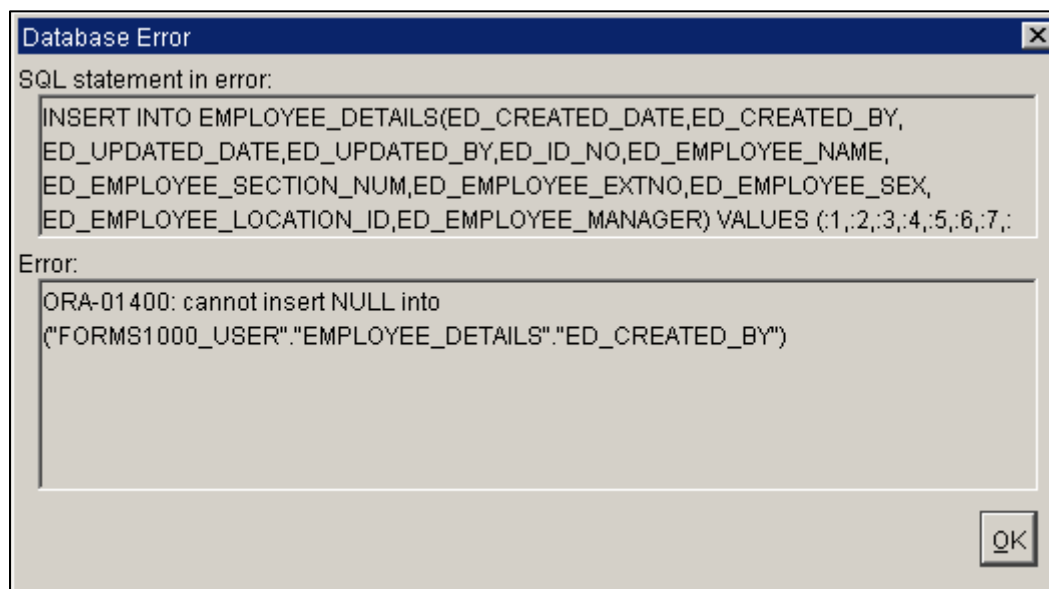 Database Error
SQL statement in error:
INSERT INTO EMPLOYEE_DETAILS(ED_CREATED_DATE,ED_CREATED_BY,
ED_UPDATED_DATE,ED_UPDATED_BY,ED_ID_NO,ED_EMPLOYEE_NAME,
ED_EMPLOYEE_SECTION_NUM,ED_EMPLOYEE_EXTNO,ED_EMPLOYEE_SEX,
ED_EMPLOYEE_LOCATION_ID,ED_EMPLOYEE_MANAGER) VALUES (:1,:2,:3,:4,:5,:6,:7,:
Error:
ORA-01400: cannot insert NULL into
("FORMS1000_USER"."EMPLOYEE_DETAILS"."ED_CREATED_BY")
OK